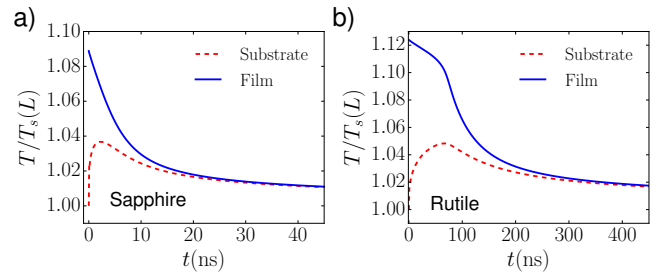 a)
T/T_s(L)
1.10
1.08
1.06
1.04
1.02
1.00
Substrate
Film
Sapphire
0 10 20 30 40
t(ns)
b)
T/T_s(L)
1.12
1.10
1.08
1.06
1.04
1.02
1.00
Substrate
Film
Rutile
0 100 200 300 400
t(ns)